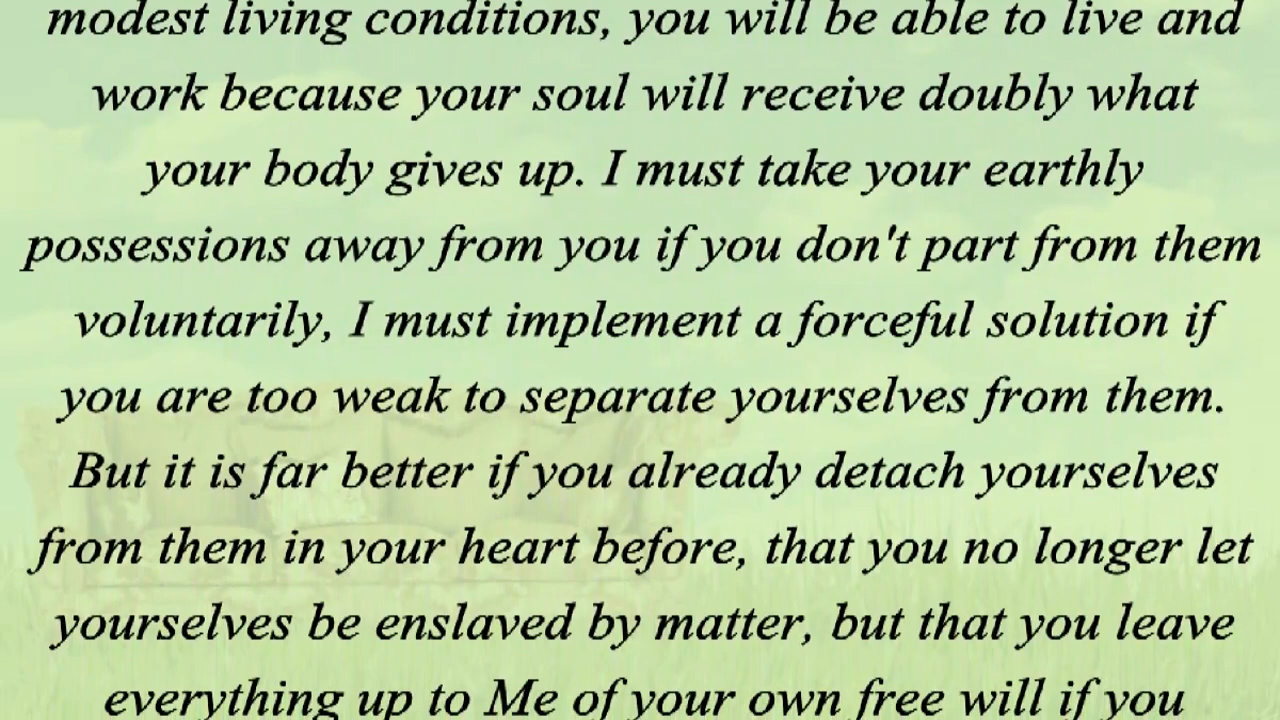 modest living conditions, you will be able to live and
work because your soul will receive doubly what
your body gives up. I must take your earthly
possessions away from you if you don't part from them
voluntarily, I must implement a forceful solution if
you are too weak to separate yourselves from them.
But it is far better if you already detach yourselves
from them in your heart before, that you no longer let
yourselves be enslaved by matter, but that you leave
everything up to Me of your own free will if you